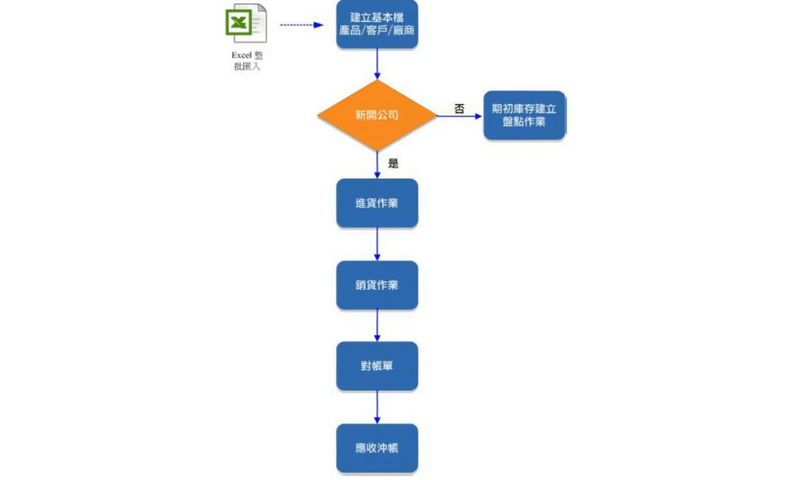 建立基本檔
產品/客戶/廠商
Excel 整
批匯入
新開公司
否
期初庫存建立
盤點作業
是
進貨作業
銷貨作業
對帳單
應收沖帳